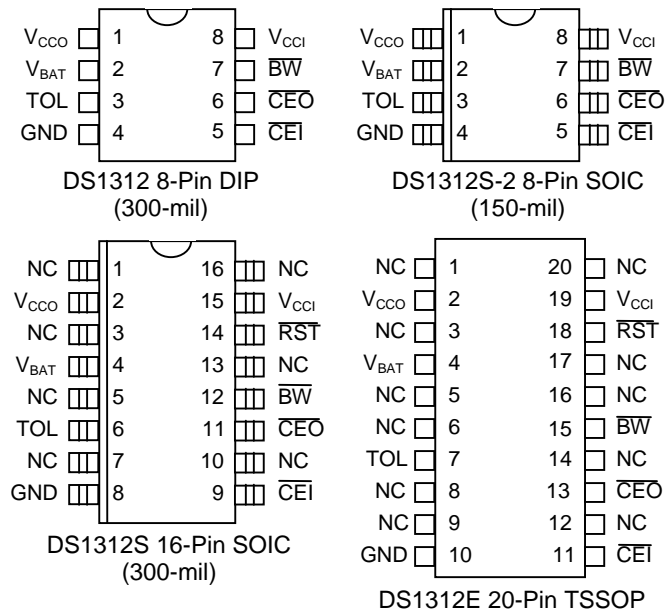 VCCO 1 8 VCCI
VBAT 2 7 BW
TOL 3 6 CEO
GND 4 5 CEI
DS1312 8-Pin DIP
(300-mil)
VCCO 1 8 VCCI
VBAT 2 7 BW
TOL 3 6 CEO
GND 4 5 CEI
DS1312S-2 8-Pin SOIC
(150-mil)
NC 1 16 NC
VCCO 2 15 VCCI
NC 3 14 RST
VBAT 4 13 NC
NC 5 12 BW
TOL 6 11 CEO
NC 7 10 NC
GND 8 9 CEI
DS1312S 16-Pin SOIC
(300-mil)
NC 1 20 NC
VCCO 2 19 VCCI
NC 3 18 RST
VBAT 4 17 NC
NC 5 16 NC
NC 6 15 BW
TOL 7 14 NC
NC 8 13 CEO
NC 9 12 NC
GND 10 11 CEI
DS1312E 20-Pin TSSOP